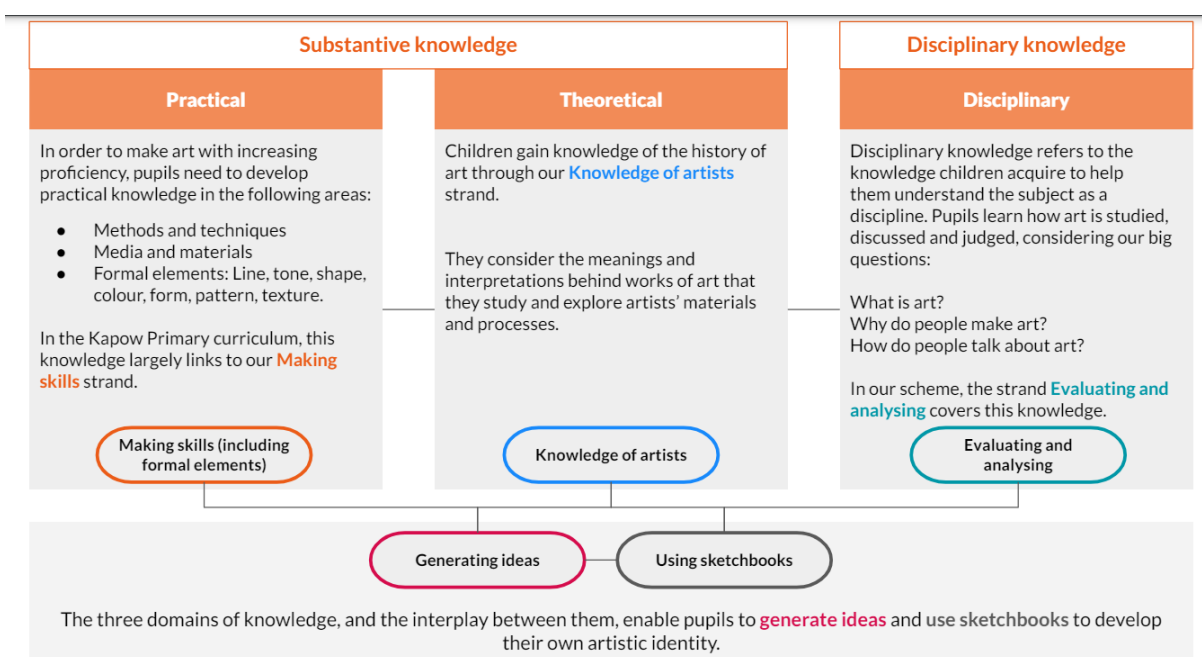 Substantive knowledge
Disciplinary knowledge
Practical
In order to make art with increasing
proficiency, pupils need to develop
practical knowledge in the following areas:
● Methods and techniques
● Media and materials
● Formal elements: Line, tone, shape,
colour, form, pattern, texture.
In the Kapow Primary curriculum, this
knowledge largely links to our Making
skills strand.
Making skills (including
formal elements)
Theoretical
Children gain knowledge of the history of
art through our Knowledge of artists
strand.
They consider the meanings and
interpretations behind works of art that
they study and explore artists’ materials
and processes.
Knowledge of artists
Disciplinary
Disciplinary knowledge refers to the
knowledge children acquire to help
them understand the subject as a
discipline. Pupils learn how art is studied,
discussed and judged, considering our big
questions:
What is art?
Why do people make art?
How do people talk about art?
In our scheme, the strand Evaluating and
analysing covers this knowledge.
Evaluating and
analysing
Generating ideas
Using sketchbooks
The three domains of knowledge, and the interplay between them, enable pupils to generate ideas and use sketchbooks to develop
their own artistic identity.